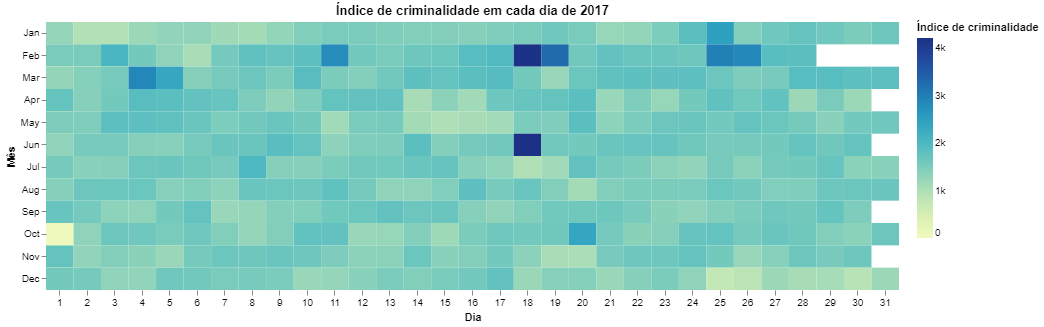 Índice de criminalidade em cada dia de 2017
Índice de criminalidade
4k
3k
2k
1k
0
Mês
Jan
Feb
Mar
Apr
May
Jun
Jul
Aug
Sep
Oct
Nov
Dec
1 2 3 4 5 6 7 8 9 10 11 12 13 14 15 16 17 18 19 20 21 22 23 24 25 26 27 28 29 30 31
Dia